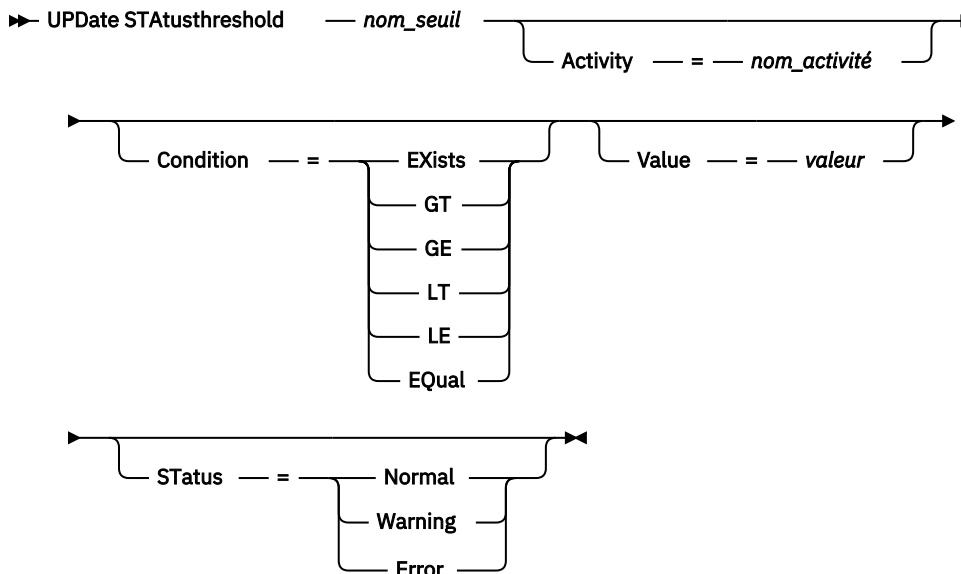 UPDate STAtusthreshold nom_seuil
Activity = nom_activité
Condition = EXists
GT
GE
LT
LE
EQual
Value = valeur
STatus = Normal
Warning
Error